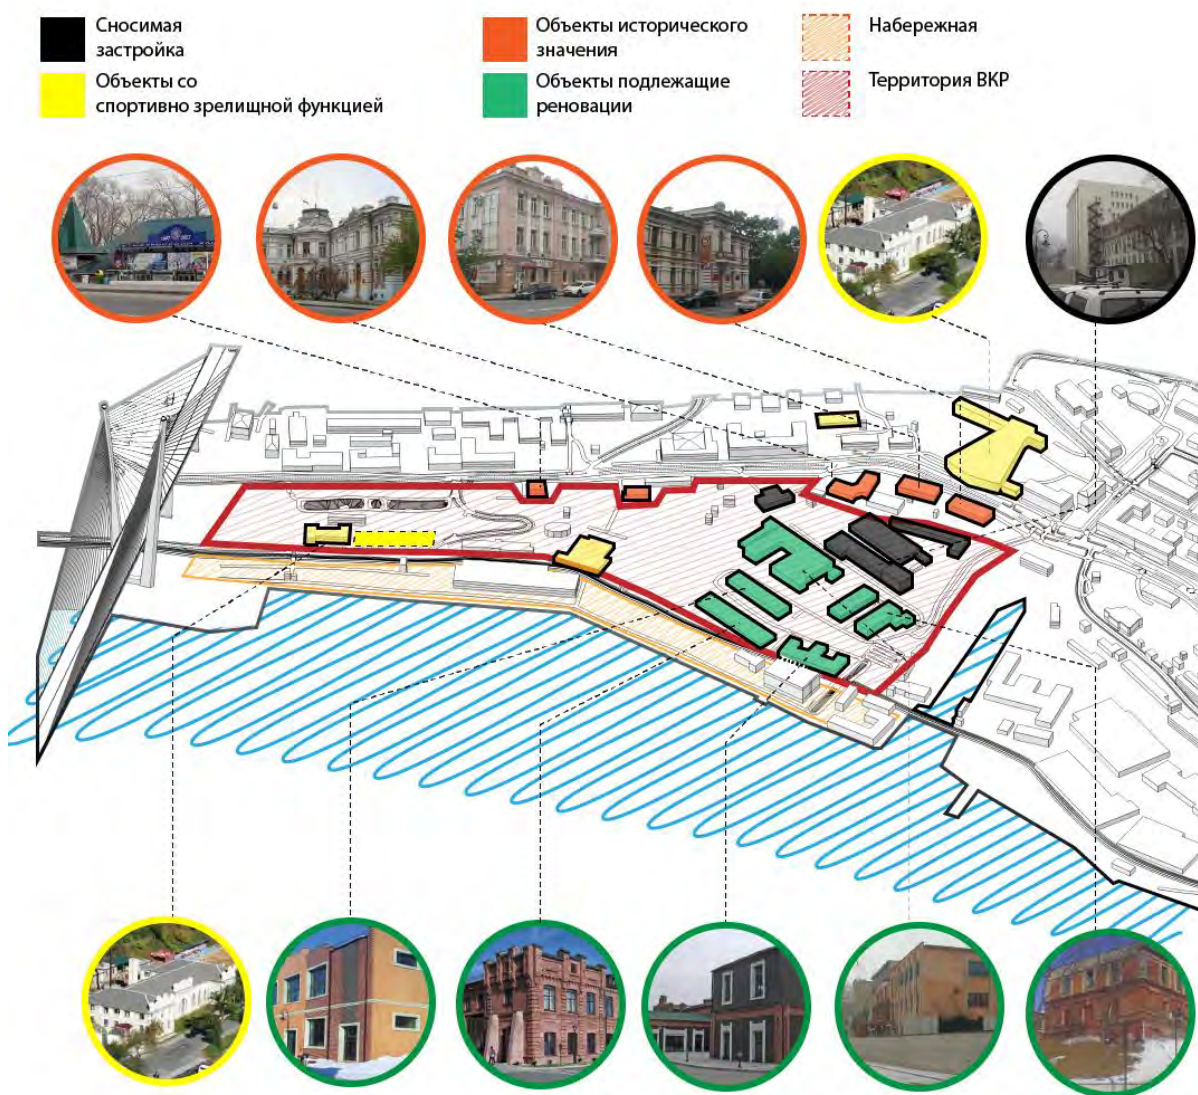 Сносимая
застройка
Объекты со
спортивно зрелищной функцией
Объекты исторического
значения
Объекты подлежащие
реновации
Набережная
Территория ВКР